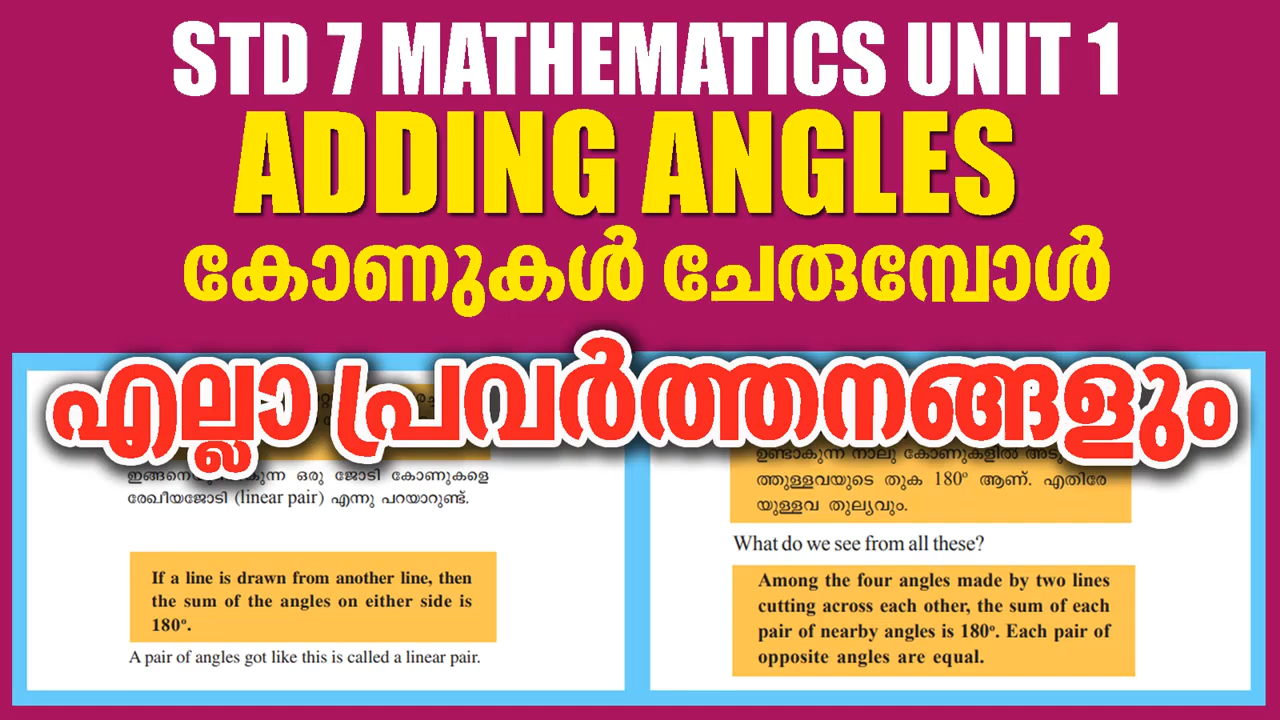 STD 7 MATHEMATICS UNIT 1
ADDING ANGLES
കോണുകൾ ചേരുമ്പോൾ
എല്ലാ പ്രവർത്തനങ്ങളും
ഒരു ജോടി കോണുകളെ
രേഖീയജോടി (linear pair) എന്നു പറയാറുണ്ട്.
If a line is drawn from another line, then
the sum of the angles on either side is
180º.
A pair of angles got like this is called a linear pair.
ഉണ്ടാകുന്ന നാലു കോണുകളിൽ
ത്തുള്ളവയുടെ തുക 180º ആണ്. എതിരേ
യുള്ളവ തുല്യവും.
What do we see from all these?
Among the four angles made by two lines
cutting across each other, the sum of each
pair of nearby angles is 180º. Each pair of
opposite angles are equal.